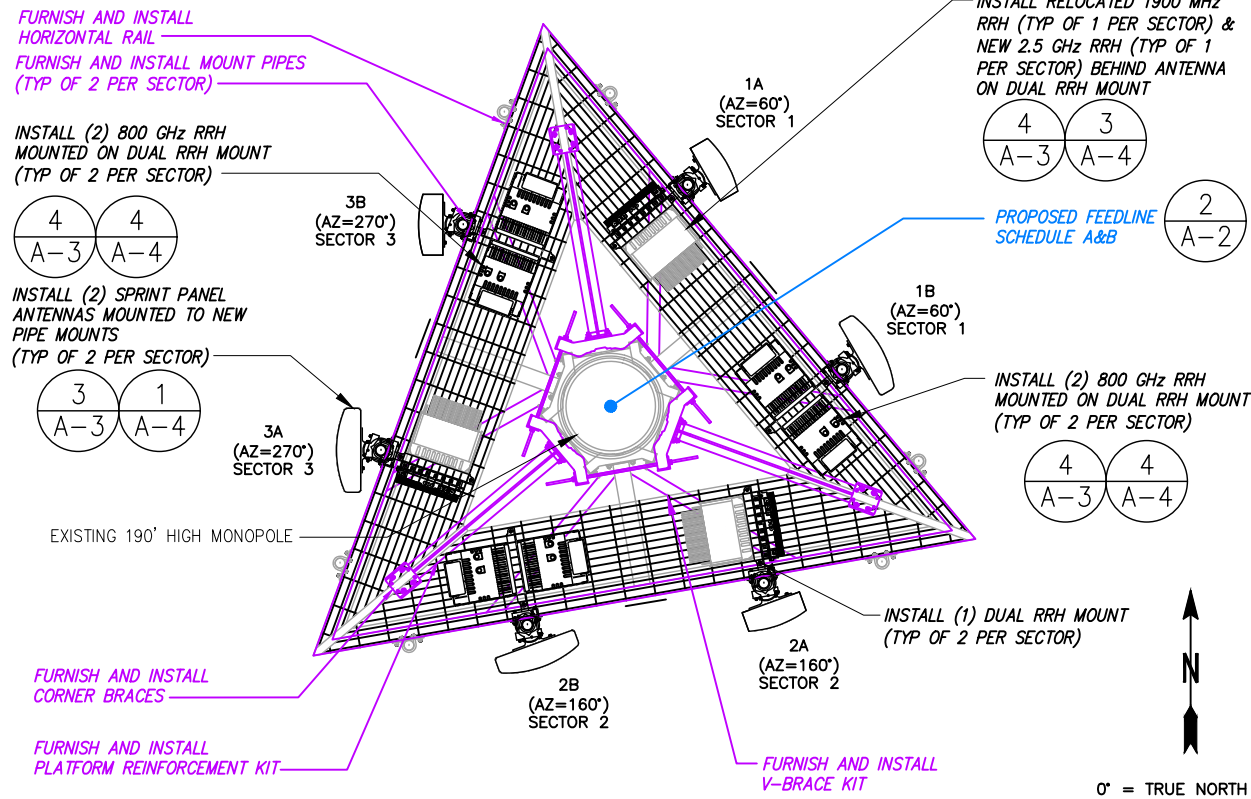 FURNISH AND INSTALL
HORIZONTAL RAIL
FURNISH AND INSTALL MOUNT PIPES
(TYP OF 2 PER SECTOR)
INSTALL (2) 800 GHz RRH
MOUNTED ON DUAL RRH MOUNT
(TYP OF 2 PER SECTOR)
4
A-3
4
A-4
INSTALL (2) SPRINT PANEL
ANTENNAS MOUNTED TO NEW
PIPE MOUNTS
(TYP OF 2 PER SECTOR)
3
A-3
1
A-4
EXISTING 190' HIGH MONOPOLE
FURNISH AND INSTALL
CORNER BRACES
FURNISH AND INSTALL
PLATFORM REINFORCEMENT KIT
3B
(AZ=270°)
SECTOR 3
3A
(AZ=270°)
SECTOR 3
1A
(AZ=60°)
SECTOR 1
1B
(AZ=60°)
SECTOR 1
2B
(AZ=160°)
SECTOR 2
2A
(AZ=160°)
SECTOR 2
INSTALL RELOCATED 1900 MHz
RRH (TYP OF 1 PER SECTOR) &
NEW 2.5 GHz RRH (TYP OF 1
PER SECTOR) BEHIND ANTENNA
ON DUAL RRH MOUNT
4
A-3
3
A-4
PROPOSED FEEDLINE
SCHEDULE A&B
2
A-2
INSTALL (2) 800 GHz RRH
MOUNTED ON DUAL RRH MOUNT
(TYP OF 2 PER SECTOR)
4
A-3
4
A-4
INSTALL (1) DUAL RRH MOUNT
(TYP OF 2 PER SECTOR)
FURNISH AND INSTALL
V-BRACE KIT
N
0° = TRUE NORTH